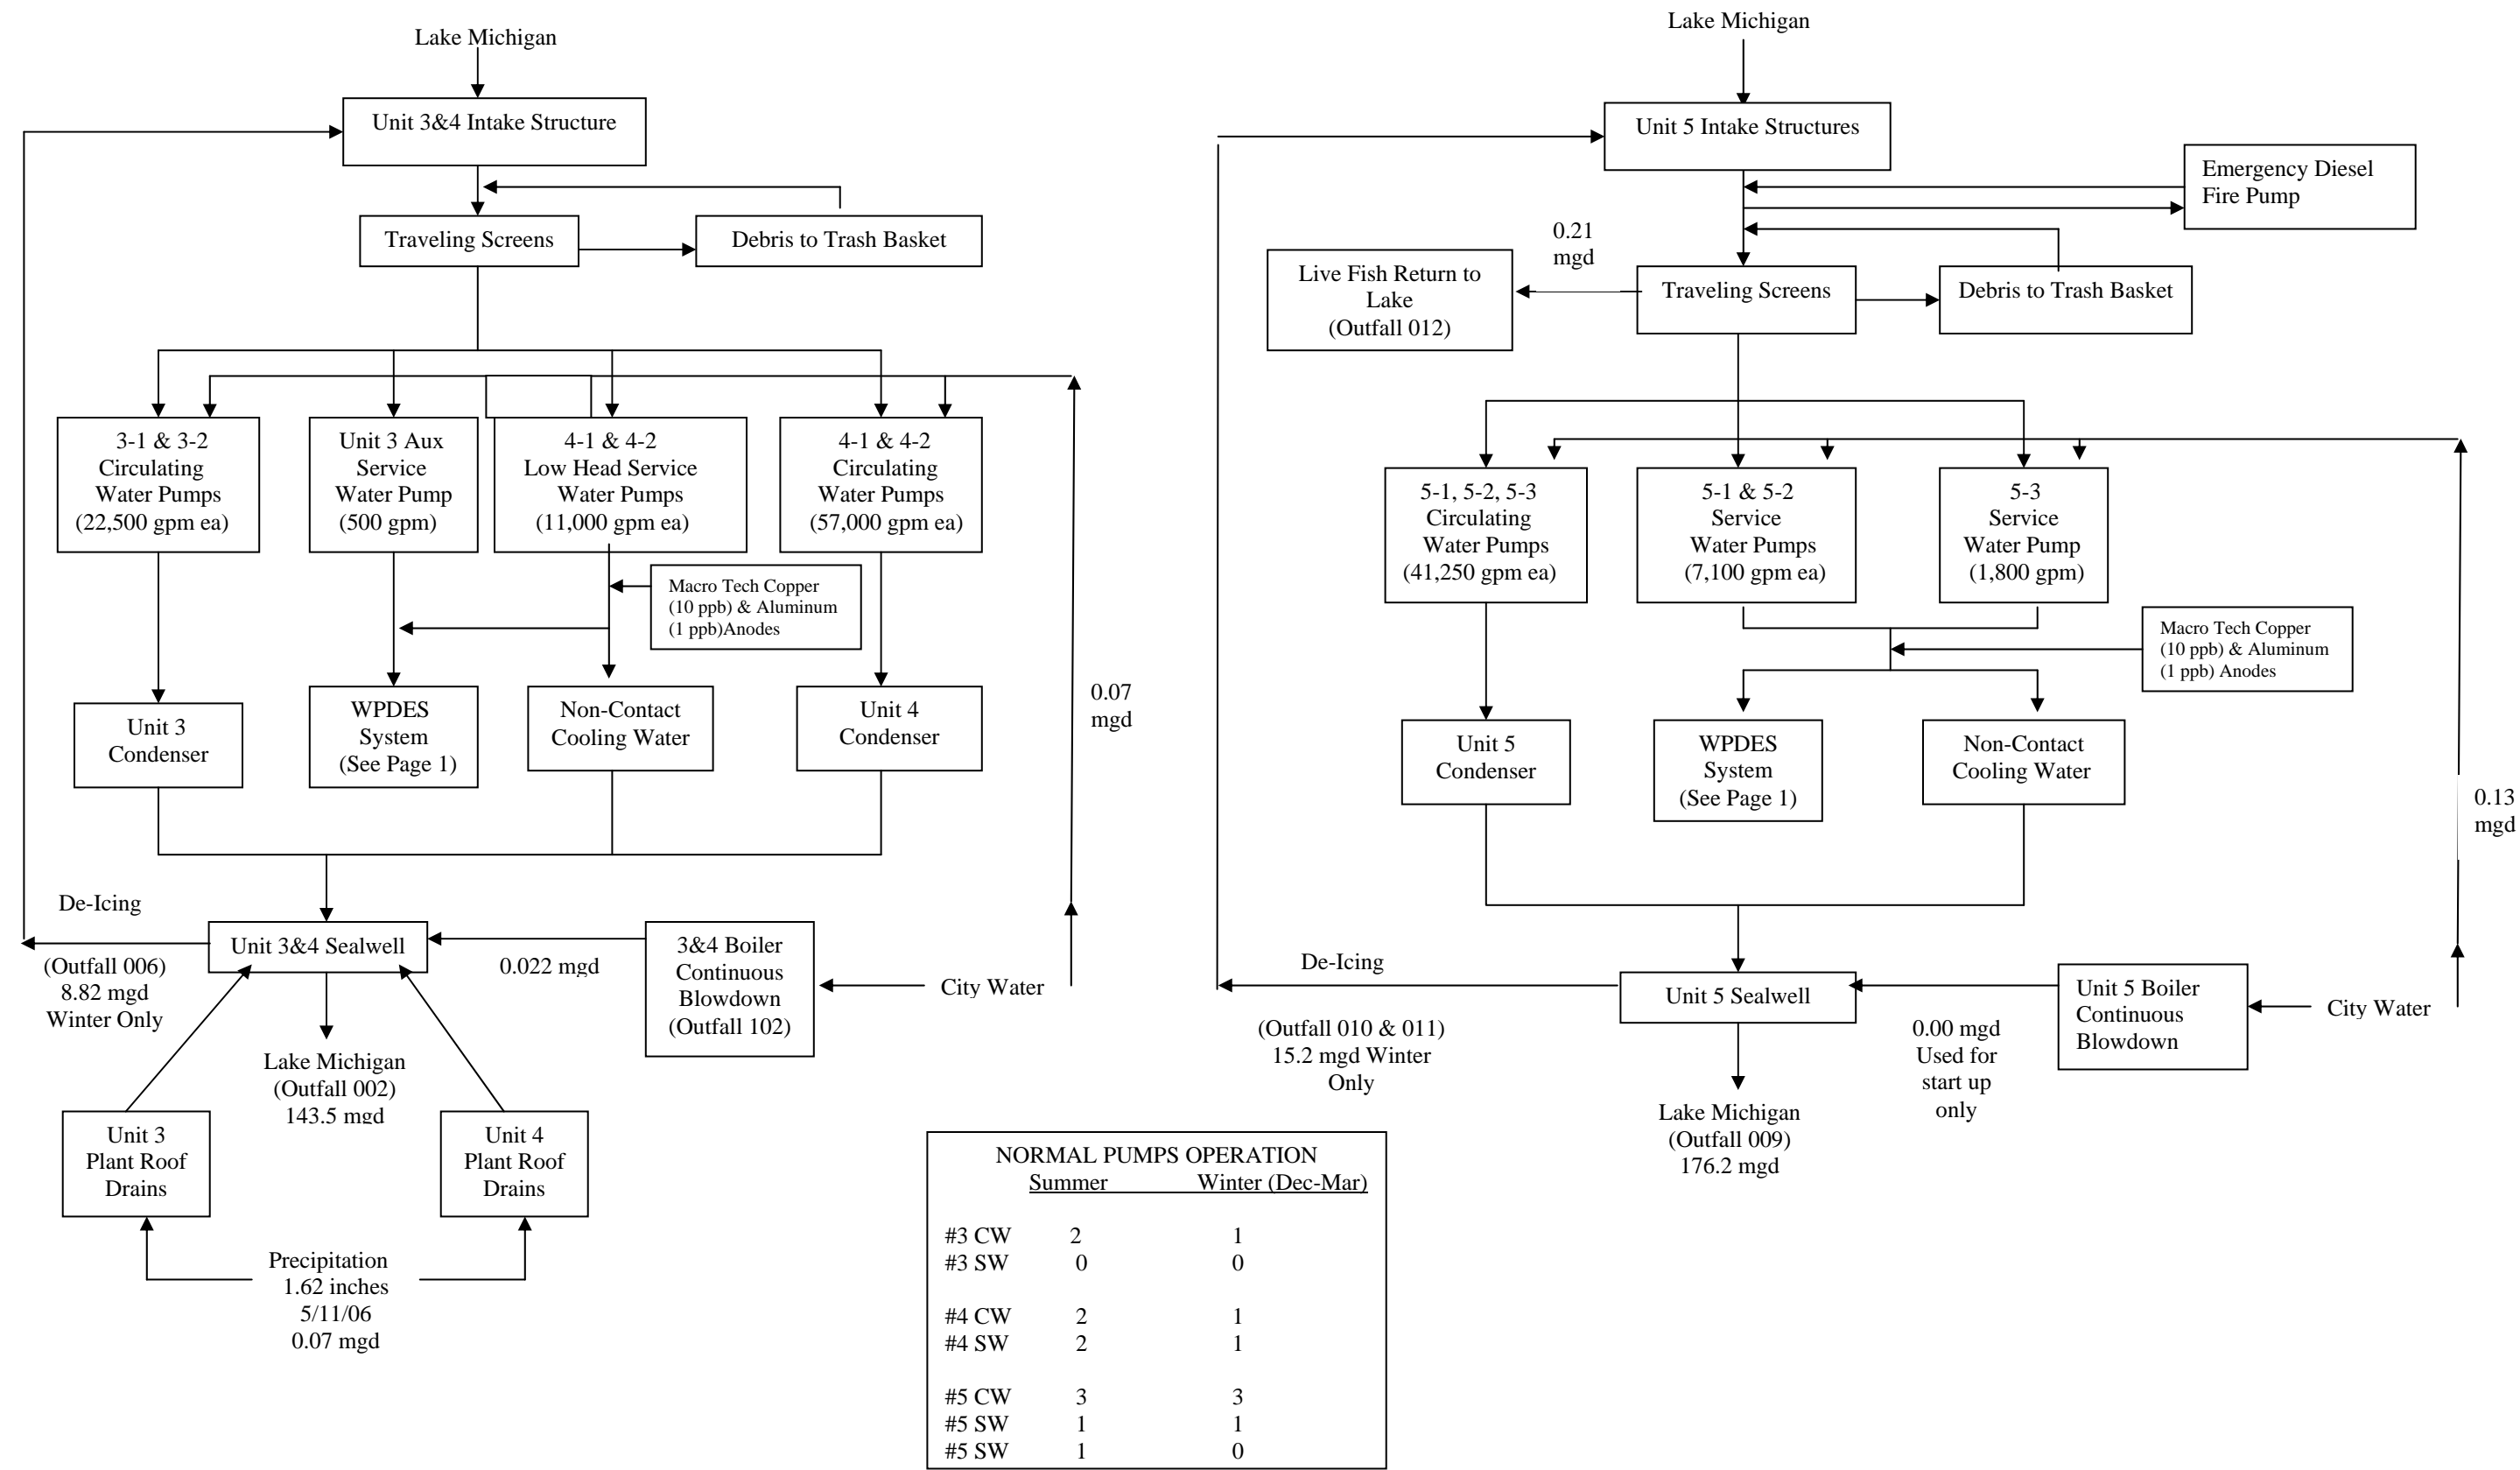 Lake Michigan
Unit 3&4 Intake Structure
Traveling Screens
Debris to Trash Basket
3-1 & 3-2
Circulating
Water Pumps
(22,500 gpm ea)
Unit 3 Aux
Service
Water Pump
(500 gpm)
4-1 & 4-2
Low Head Service
Water Pumps
(11,000 gpm ea)
4-1 & 4-2
Circulating
Water Pumps
(57,000 gpm ea)
Macro Tech Copper
(10 ppb) & Aluminum
(1 ppb)Anodes
Unit 3
Condenser
WPDES
System
(See Page 1)
Non-Contact
Cooling Water
Unit 4
Condenser
0.07
mgd
De-Icing
(Outfall 006)
8.82 mgd
Winter Only
Unit 3&4 Sealwell
0.022 mgd
3&4 Boiler
Continuous
Blowdown
(Outfall 102)
City Water
Lake Michigan
(Outfall 002)
143.5 mgd
Unit 3
Plant Roof
Drains
Unit 4
Plant Roof
Drains
Precipitation
1.62 inches
5/11/06
0.07 mgd
Lake Michigan
Unit 5 Intake Structures
Emergency Diesel
Fire Pump
0.21
mgd
Live Fish Return to
Lake
(Outfall 012)
Traveling Screens
Debris to Trash Basket
5-1, 5-2, 5-3
Circulating
Water Pumps
(41,250 gpm ea)
5-1 & 5-2
Service
Water Pumps
(7,100 gpm ea)
5-3
Service
Water Pump
(1,800 gpm)
Macro Tech Copper
(10 ppb) & Aluminum
(1 ppb) Anodes
Unit 5
Condenser
WPDES
System
(See Page 1)
Non-Contact
Cooling Water
0.13
mgd
De-Icing
(Outfall 010 & 011)
15.2 mgd Winter
Only
Unit 5 Sealwell
0.00 mgd
Used for
start up
only
Unit 5 Boiler
Continuous
Blowdown
City Water
Lake Michigan
(Outfall 009)
176.2 mgd
NORMAL PUMPS OPERATION
Summer Winter (Dec-Mar)
#3 CW 2 1
#3 SW 0 0
#4 CW 2 1
#4 SW 2 1
#5 CW 3 3
#5 SW 1 1
#5 SW 1 0